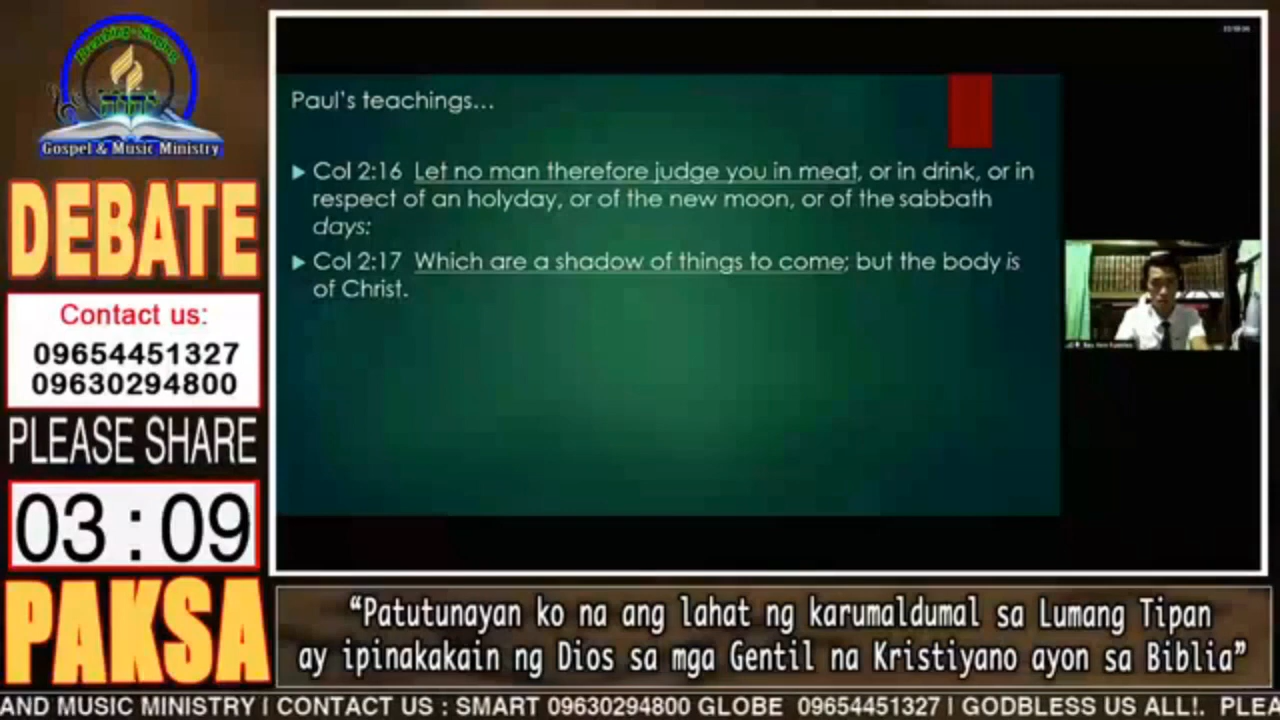 Preaching - Singing
יהוה
Gospel & Music Ministry
DEBATE
Contact us:
09654451327
09630294800
PLEASE SHARE
03:09
PAKSA
Paul's teachings...
Col 2:16 Let no man therefore judge you in meat, or in drink, or in
respect of an holyday, or of the new moon, or of the sabbath
days:
Col 2:17 Which are a shadow of things to come; but the body is
of Christ.
“Patutunayan ko na ang lahat ng karumaldumal sa Lumang Tipan
ay ipinakakain ng Dios sa mga Gentil na Kristiyano ayon sa Biblia”
AND MUSIC MINISTRY I CONTACT US : SMART 09630294800 GLOBE 09654451327 I GODBLESS US ALL!. PLEA